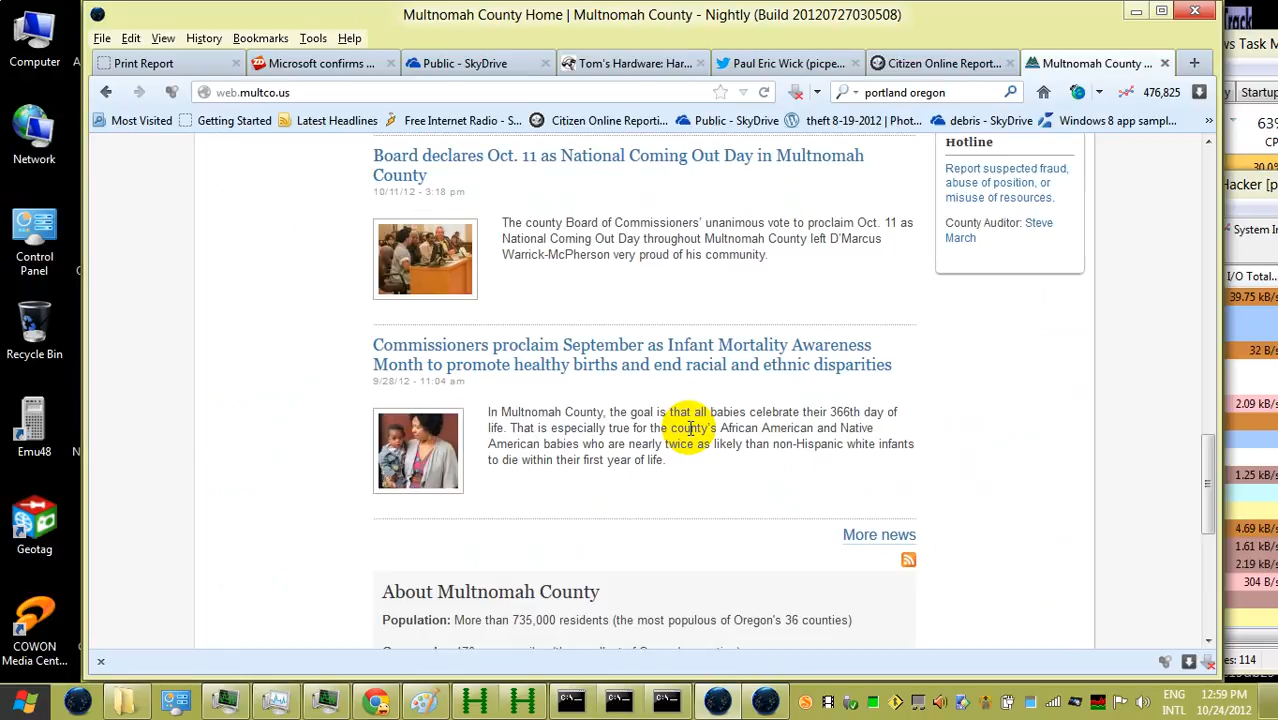 Multnomah County Home | Multnomah County - Nightly (Build 20120727030508)
File Edit View History Bookmarks Tools Help
Print Report
Microsoft confirms ...
Public - SkyDrive
Tom's Hardware: Har...
Paul Eric Wick (picpe...
Citizen Online Report...
Multnomah County ...
web.multco.us
portland oregon
476,825
Most Visited
Getting Started
Latest Headlines
Free Internet Radio - S...
Citizen Online Reporti...
Public - SkyDrive
theft 8-19-2012 | Phot...
debris - SkyDrive
Windows 8 app sampl...
Computer
Network
Control
Panel
Recycle Bin
Emu48
Geotag
COWON
Media Cent...
Board declares Oct. 11 as National Coming Out Day in Multnomah
County
10/11/12 - 3:18 pm
The county Board of Commissioners' unanimous vote to proclaim Oct. 11 as
National Coming Out Day throughout Multnomah County left D'Marcus
Warrick-McPherson very proud of his community.
Commissioners proclaim September as Infant Mortality Awareness
Month to promote healthy births and end racial and ethnic disparities
9/28/12 - 11:04 am
In Multnomah County, the goal is that all babies celebrate their 366th day of
life. That is especially true for the county's African American and Native
American babies who are nearly twice as likely than non-Hispanic white infants
to die within their first year of life.
More news
About Multnomah County
Population: More than 735,000 residents (the most populous of Oregon's 36 counties)
Hotline
Report suspected fraud,
abuse of position, or
misuse of resources.
County Auditor: Steve
March
Track
ws Task M
Startup
63%
CP
30.0%
Hacker [p
System In
I/O Total...
39.75 kB/s
32 B/s
2.09 kB/s
1.25 kB/s
4.69 kB/s
1.61 kB/s
2.19 kB/s
304 B/s
es: 114
ENG
INTL
12:59 PM
10/24/2012